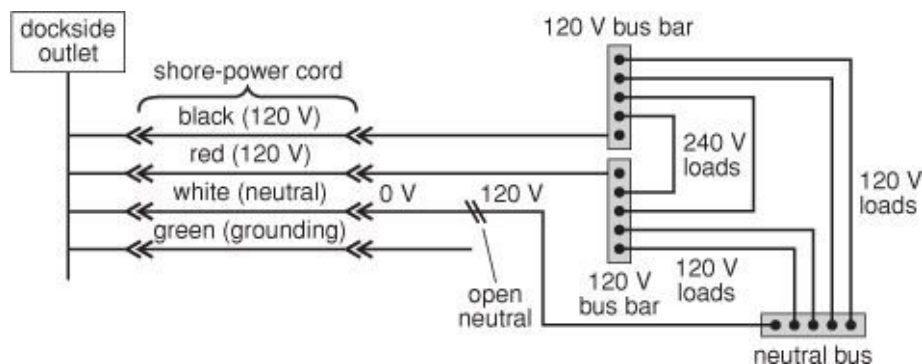 dockside
outlet
120 V bus bar
shore-power cord
black (120 V)
red (120 V)
240 V
loads
white (neutral)
0 V
120 V
120 V
loads
green (grounding)
open
neutral
120 V
bus bar
120 V
loads
neutral bus